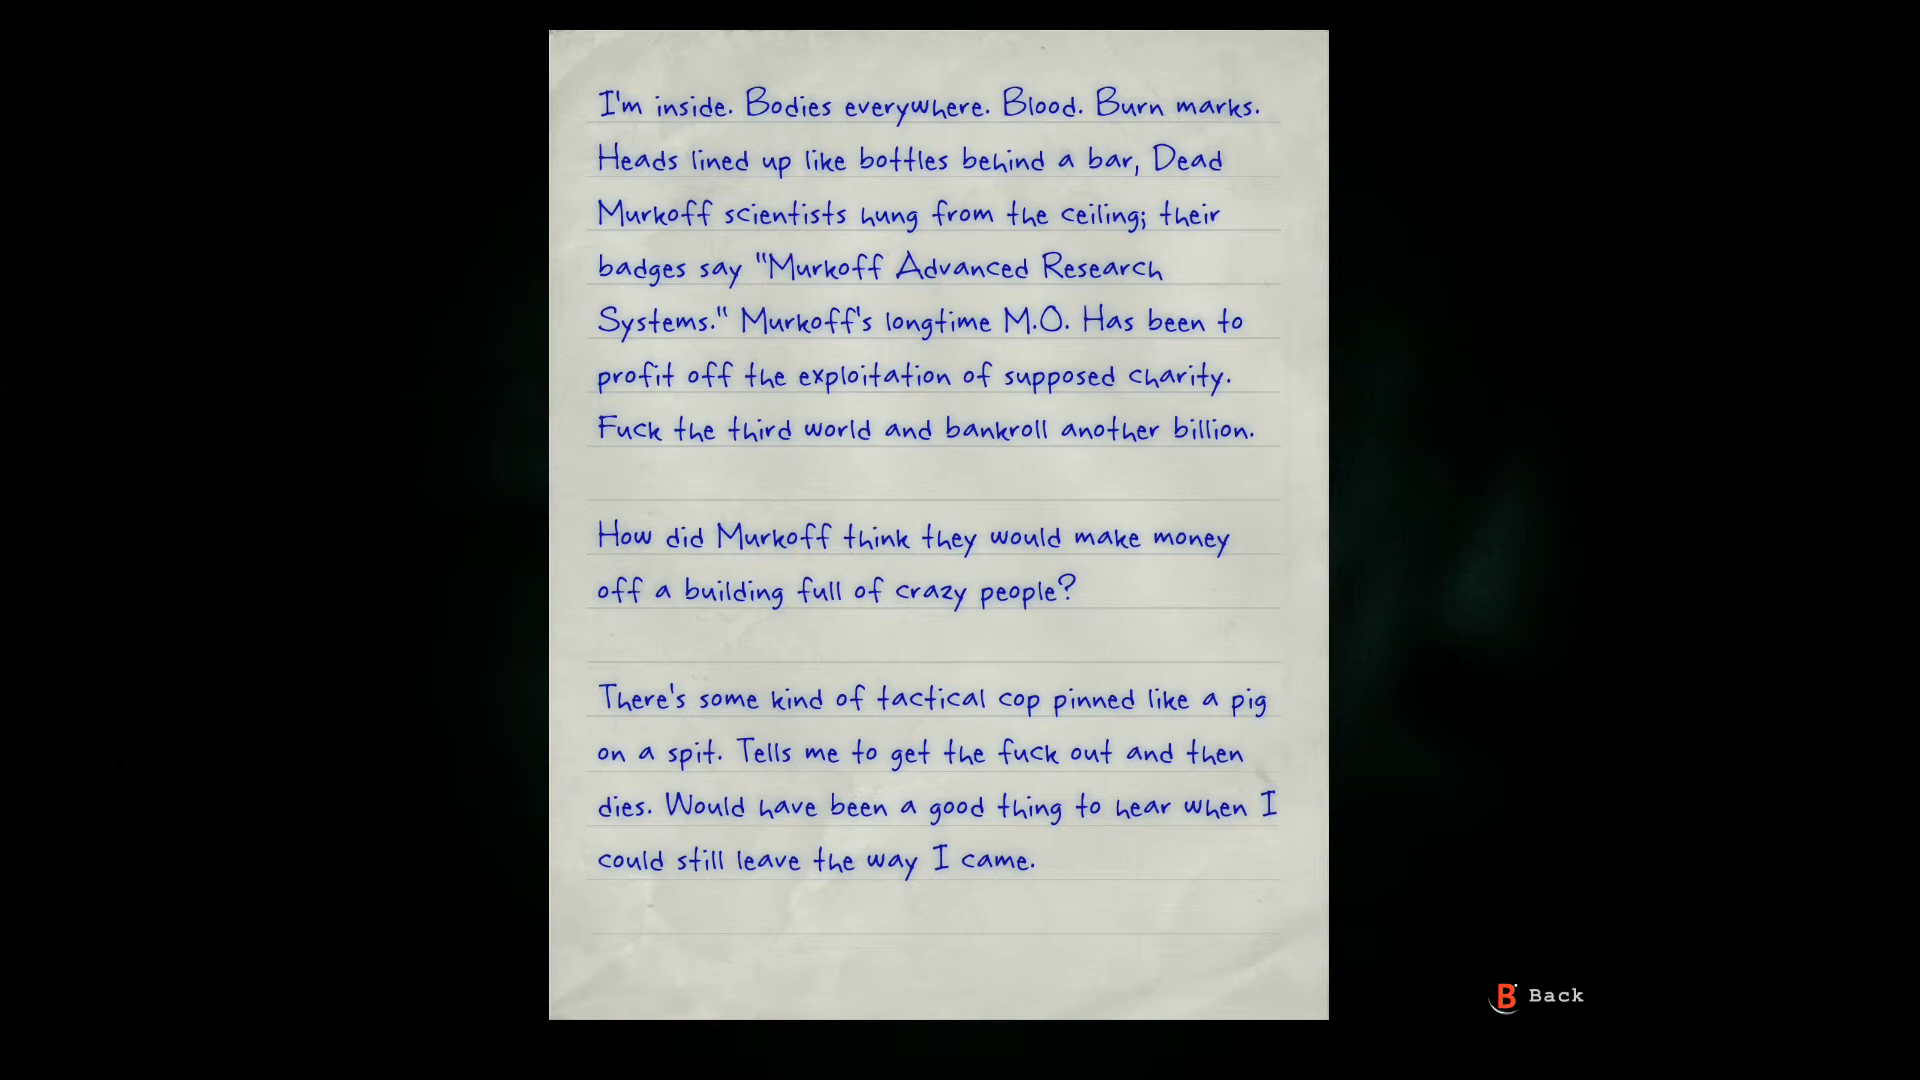 I'm inside. Bodies everywhere. Blood. Burn marks.
Heads lined up like bottles behind a bar, Dead
Murkoff scientists hung from the ceiling; their
badges say "Murkoff Advanced Research
Systems." Murkoff's longtime M.O. Has been to
profit off the exploitation of supposed charity.
Fuck the third world and bankroll another billion.
How did Murkoff think they would make money
off a building full of crazy people?
There's some kind of tactical cop pinned like a pig
on a spit. Tells me to get the fuck out and then
dies. Would have been a good thing to hear when I
could still leave the way I came.
B Back